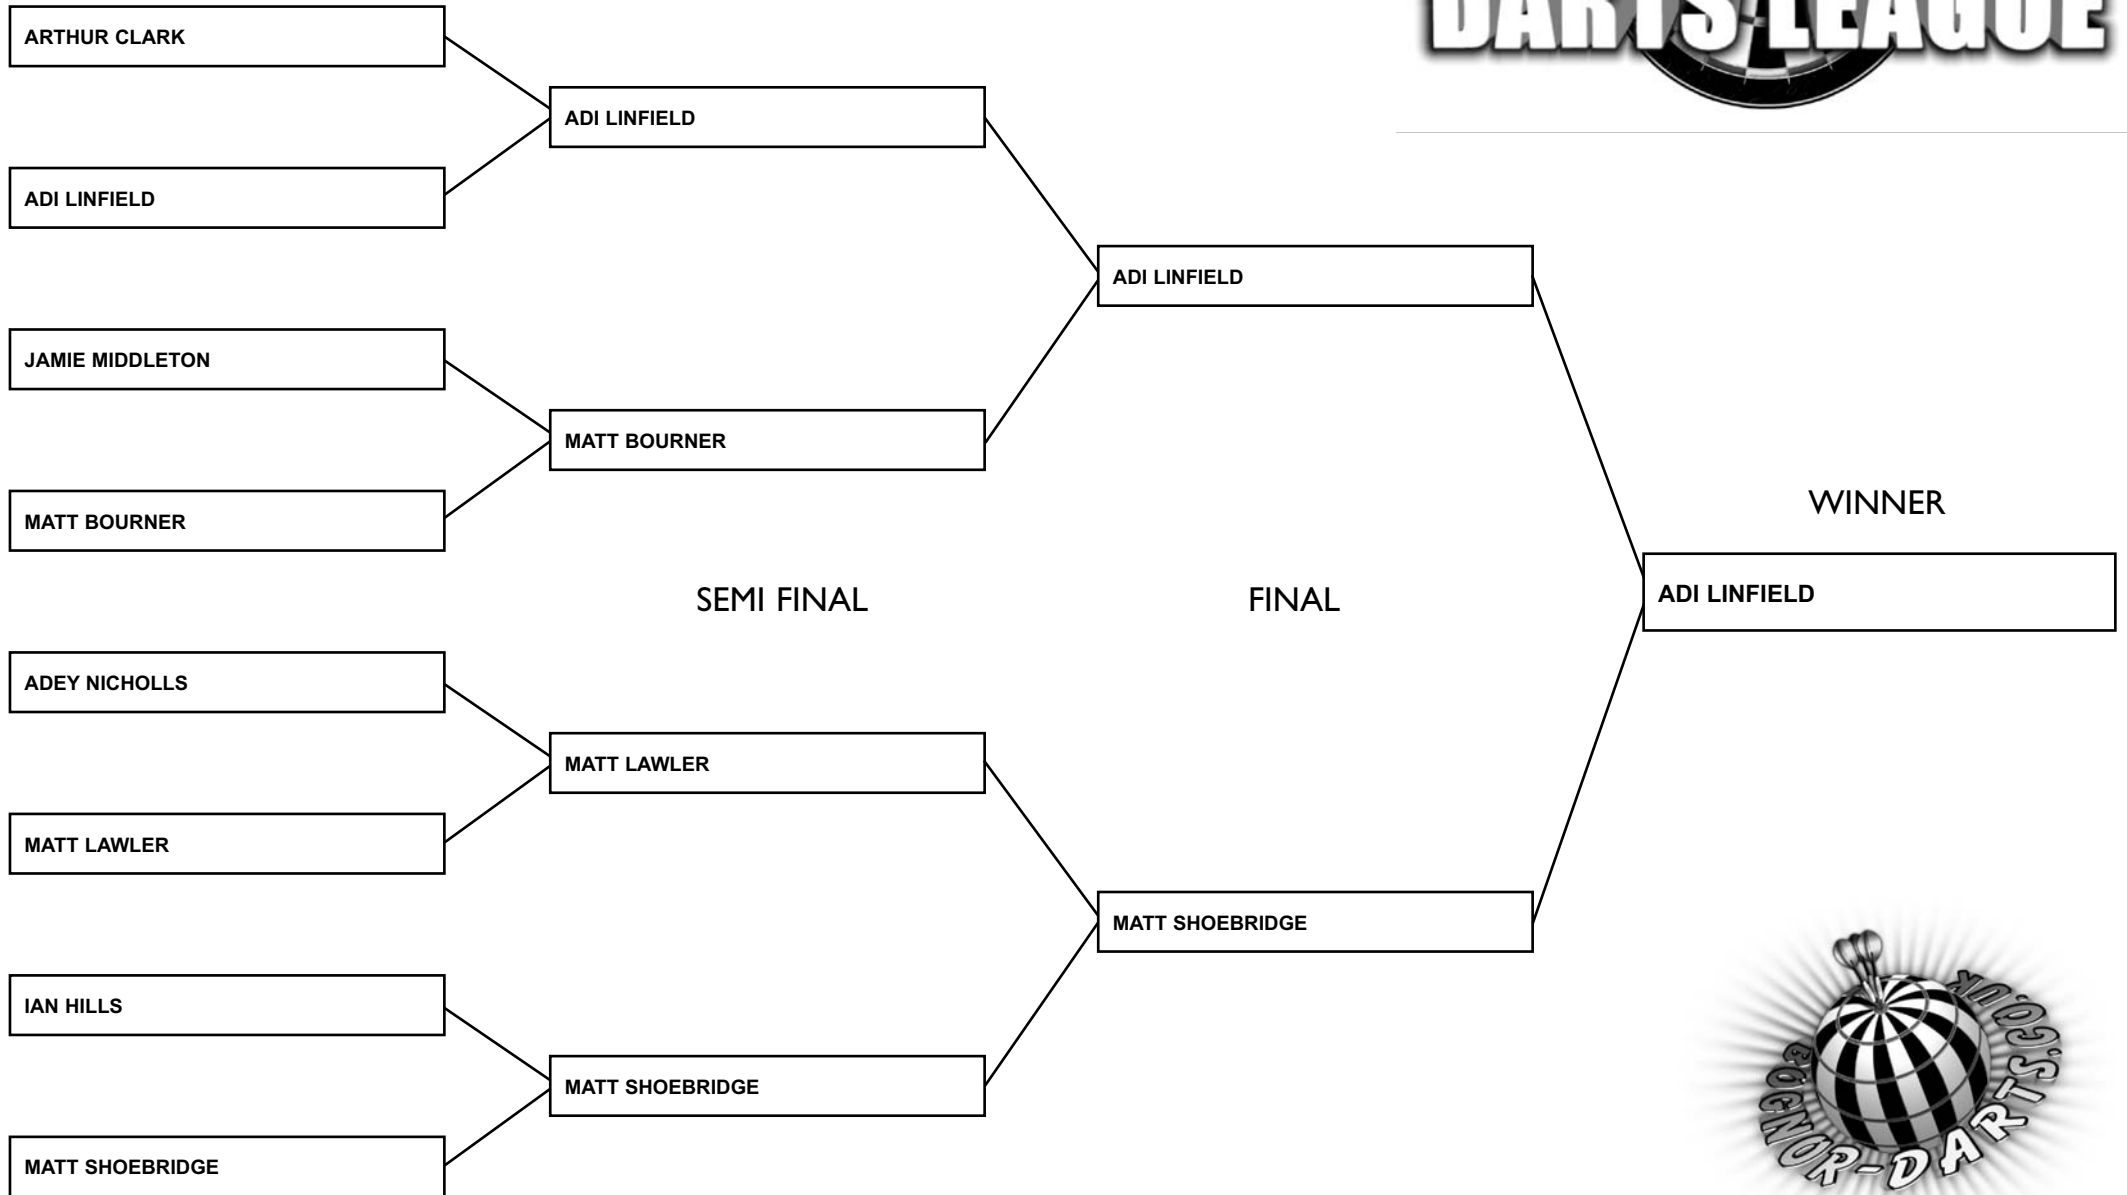 DARTS LEAGUE
ARTHUR CLARK
ADI LINFIELD
ADI LINFIELD
ADI LINFIELD
JAMIE MIDDLETON
MATT BOURNER
MATT BOURNER
WINNER
ADI LINFIELD
SEMI FINAL
FINAL
ADEY NICHOLLS
MATT LAWLER
MATT LAWLER
MATT SHOEBRIDGE
IAN HILLS
MATT SHOEBRIDGE
MATT SHOEBRIDGE
BOGNOR-DARTS.CO.UK